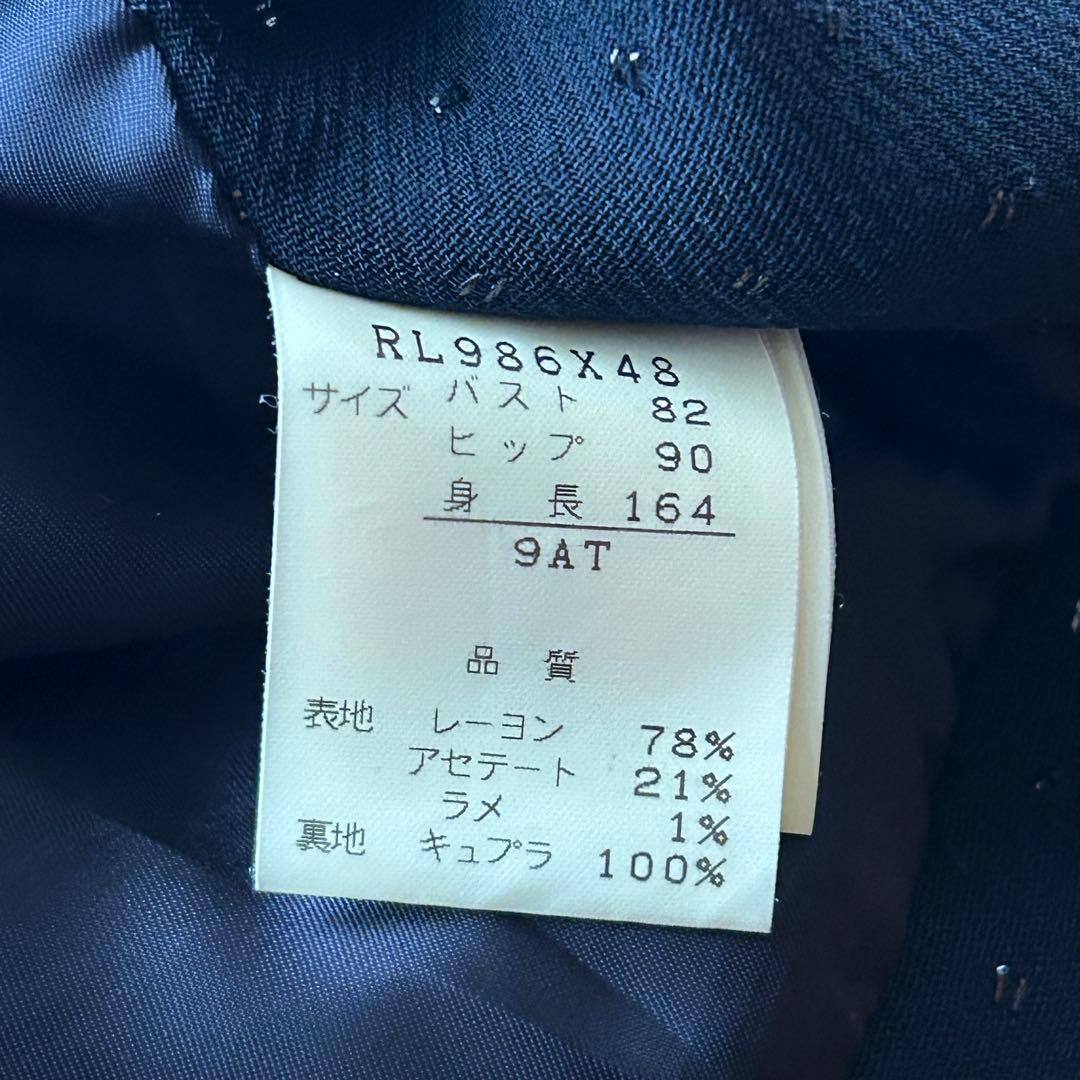 RL986X48
サイズ バスト 82
ヒップ 90
身長 164
9AT
品質
表地 レーヨン 78%
アセテート 21%
ラメ 1%
裏地 キュプラ 100%